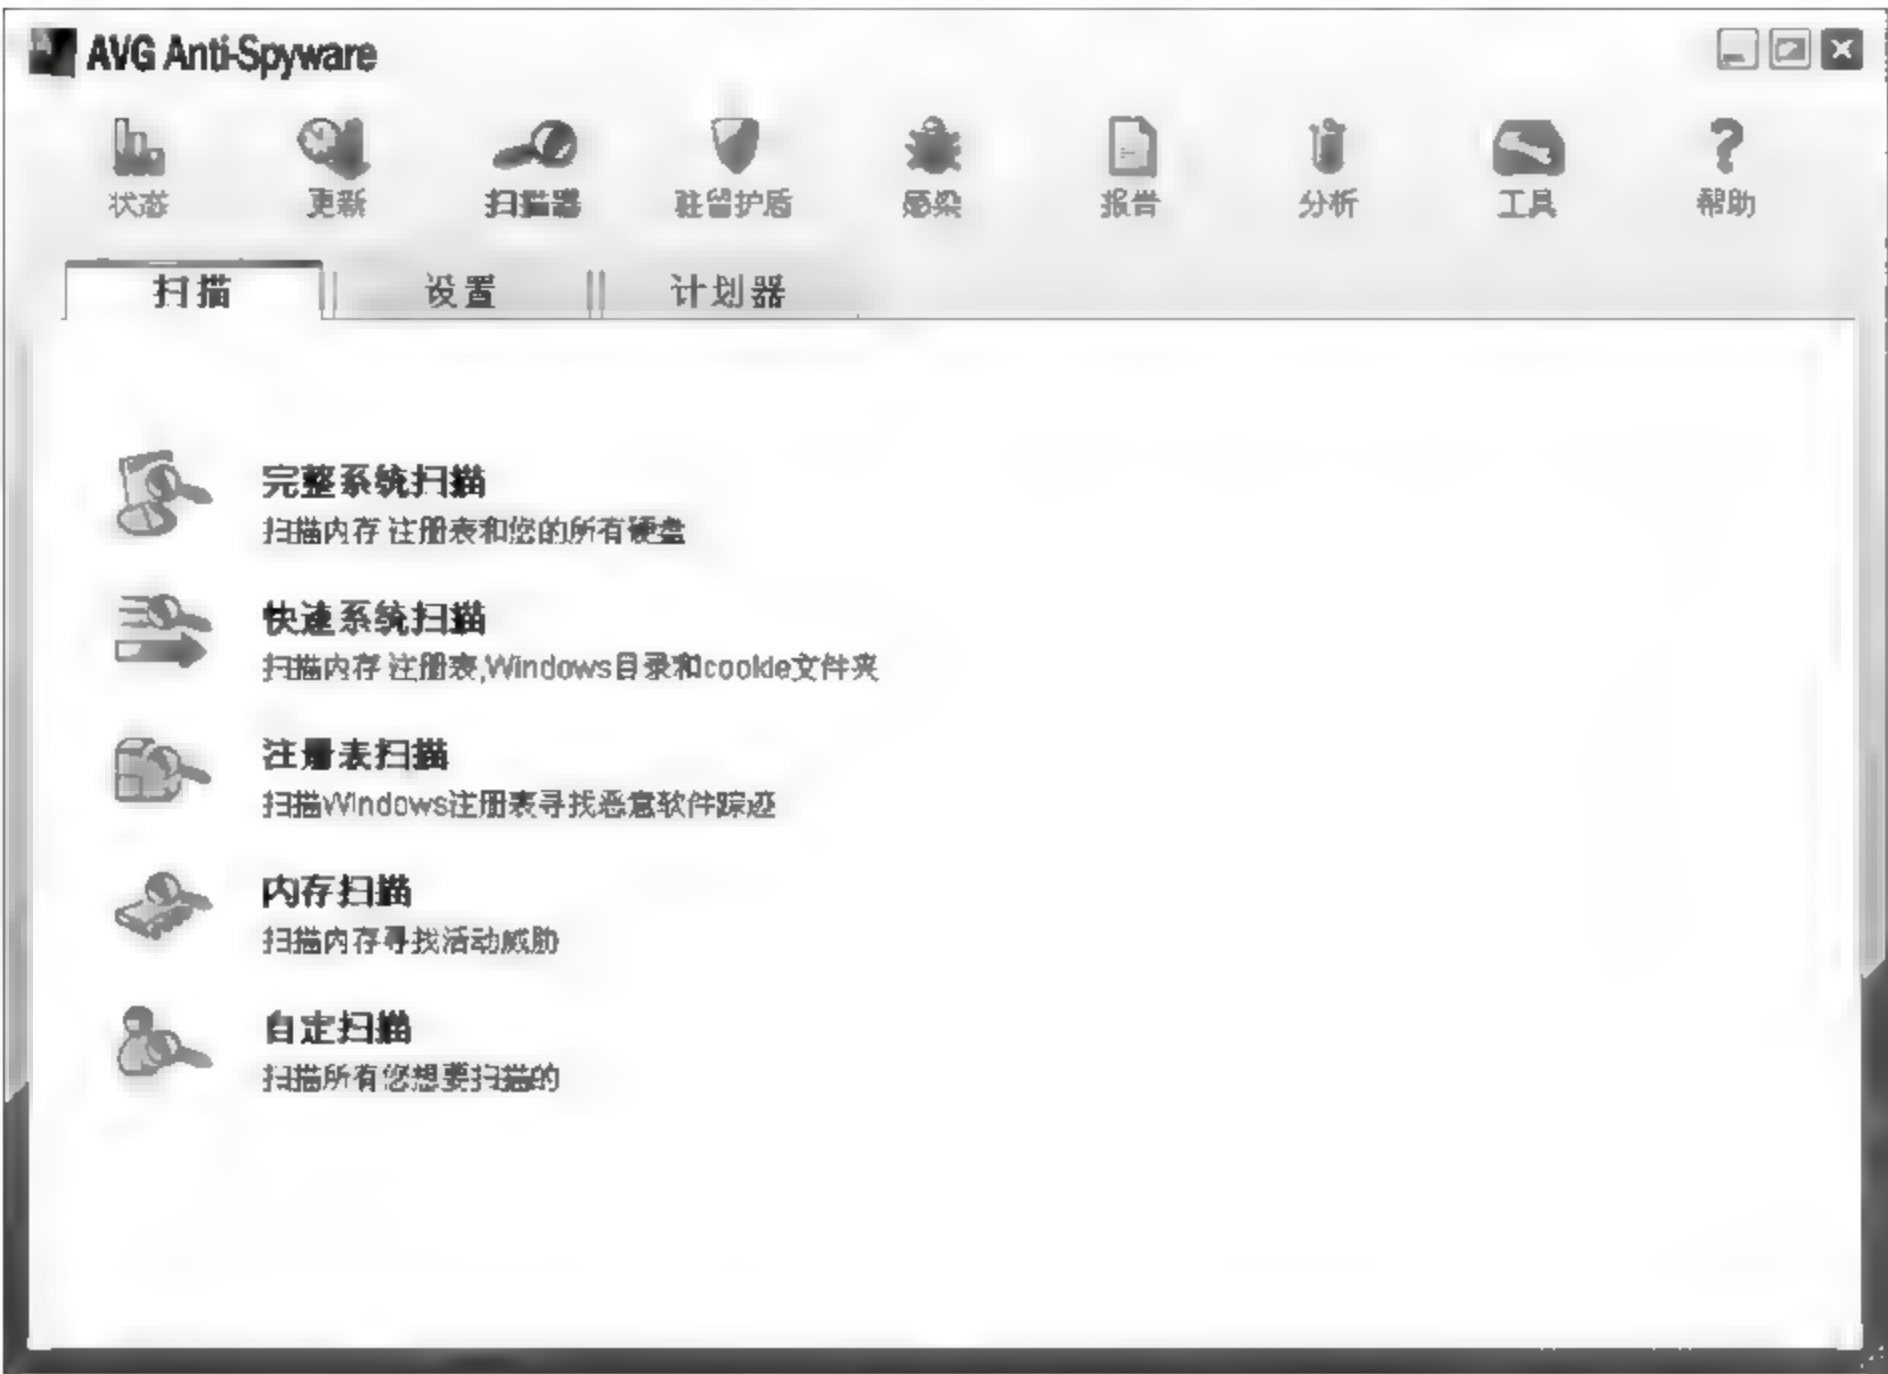 AVG Anti-Spyware
状态 更新 扫描器 驻留护盾 感染 报告 分析 工具 帮助
扫描 设置 计划器
完整系统扫描
扫描内存 注册表和您的所有硬盘
快速系统扫描
扫描内存 注册表,Windows目录和cookie文件夹
注册表扫描
扫描Windows注册表寻找恶意软件踪迹
内存扫描
扫描内存寻找活动威胁
自定扫描
扫描所有您想要扫描的